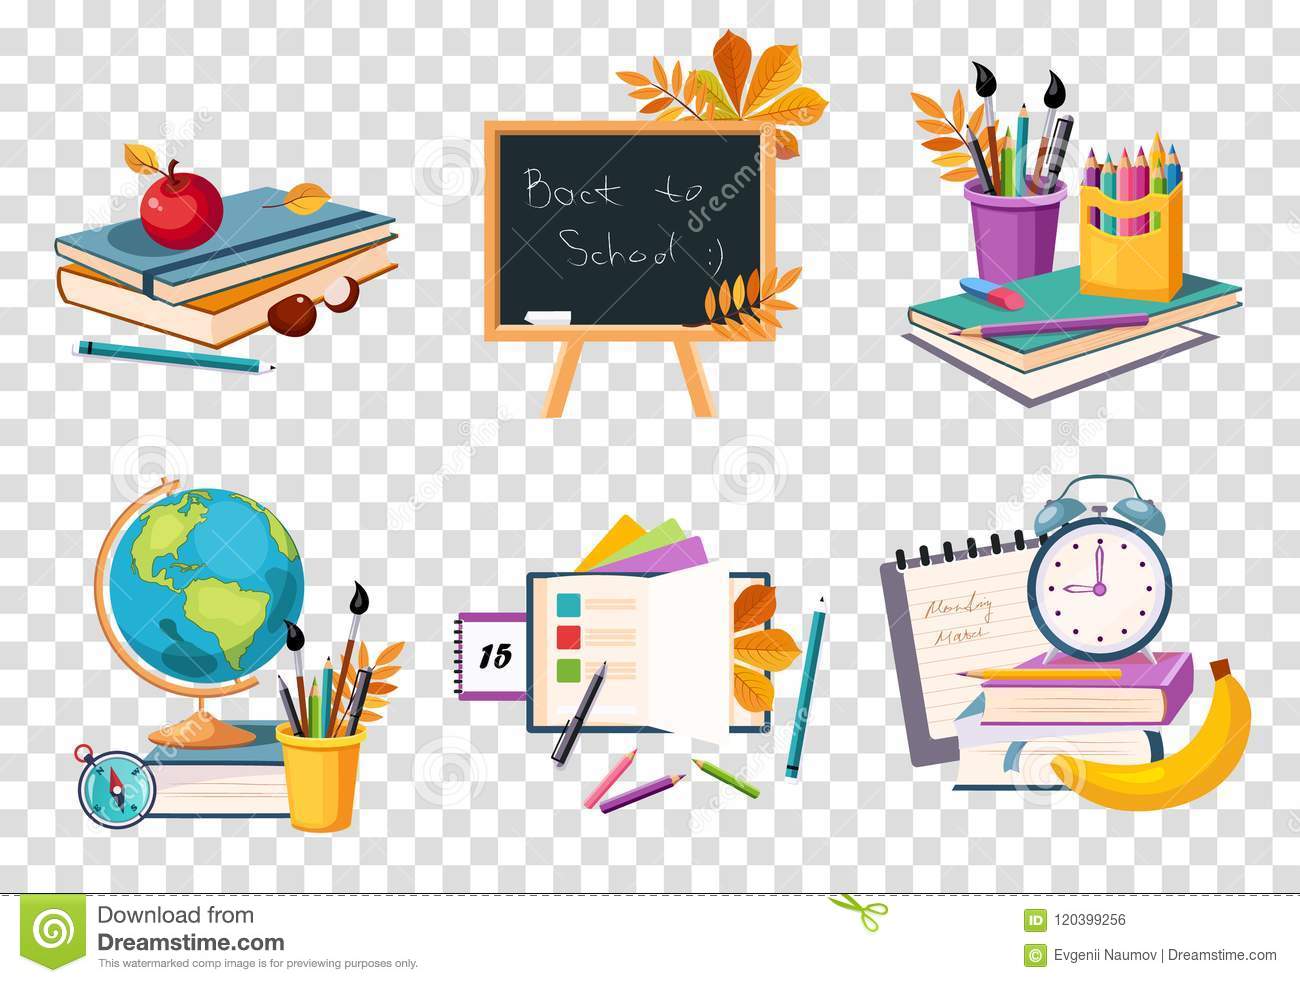 Back to
School :)
15
Monday
March
N
E
S
W
Download from
Dreamstime.com
This watermarked comp image is for previewing purposes only.
ID 120399256
© Evgenii Naumov | Dreamstime.com